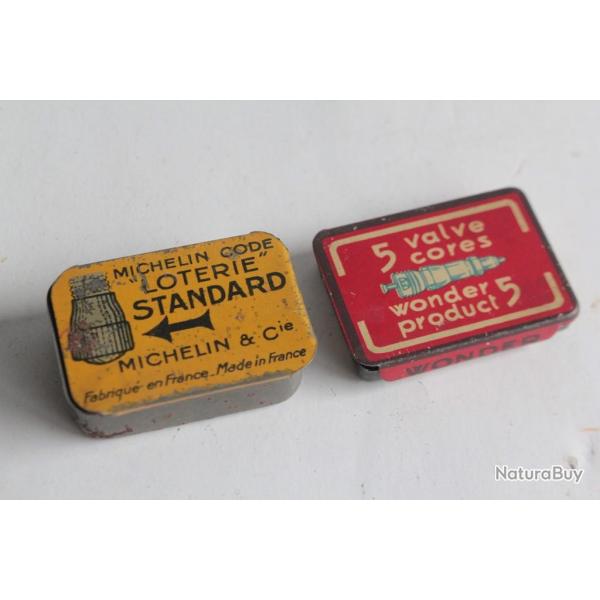 MICHELIN CODE
"LOTERIE"
STANDARD
MICHELIN & Cie
Fabriqué en France. Made in France
5 valve
cores
wonder
product 5
WONDER
NaturaBuy